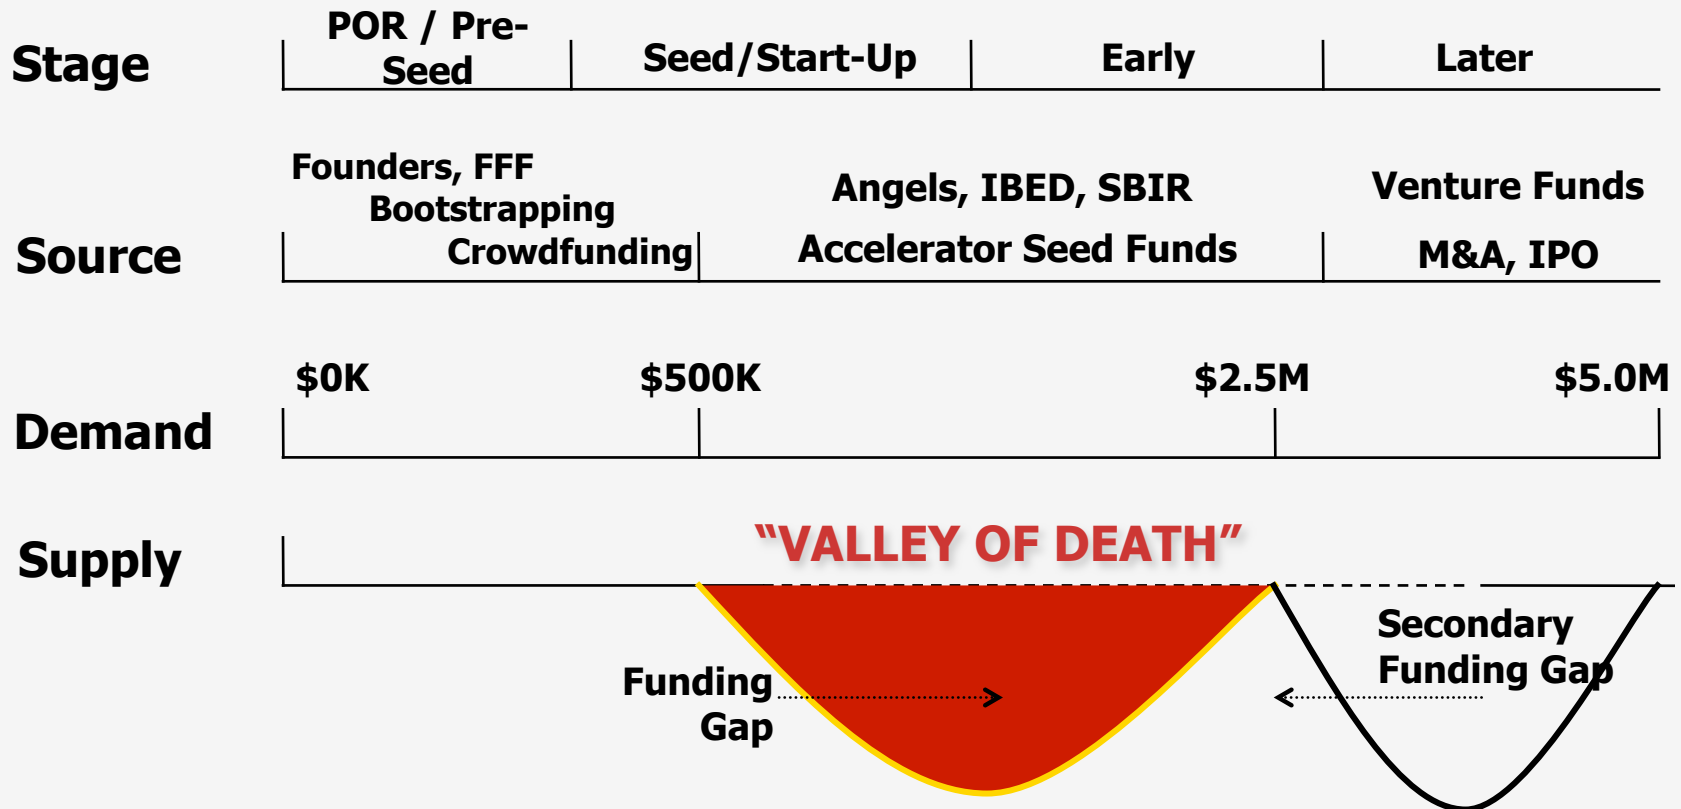 Stage
POR / Pre-
Seed
Seed/Start-Up
Early
Later
Source
Founders, FFF
Bootstrapping
Crowdfunding
Angels, IBED, SBIR
Accelerator Seed Funds
Venture Funds
M&A, IPO
Demand
$0K
$500K
$2.5M
$5.0M
Supply
“VALLEY OF DEATH”
Funding
Gap
Secondary
Funding Gap